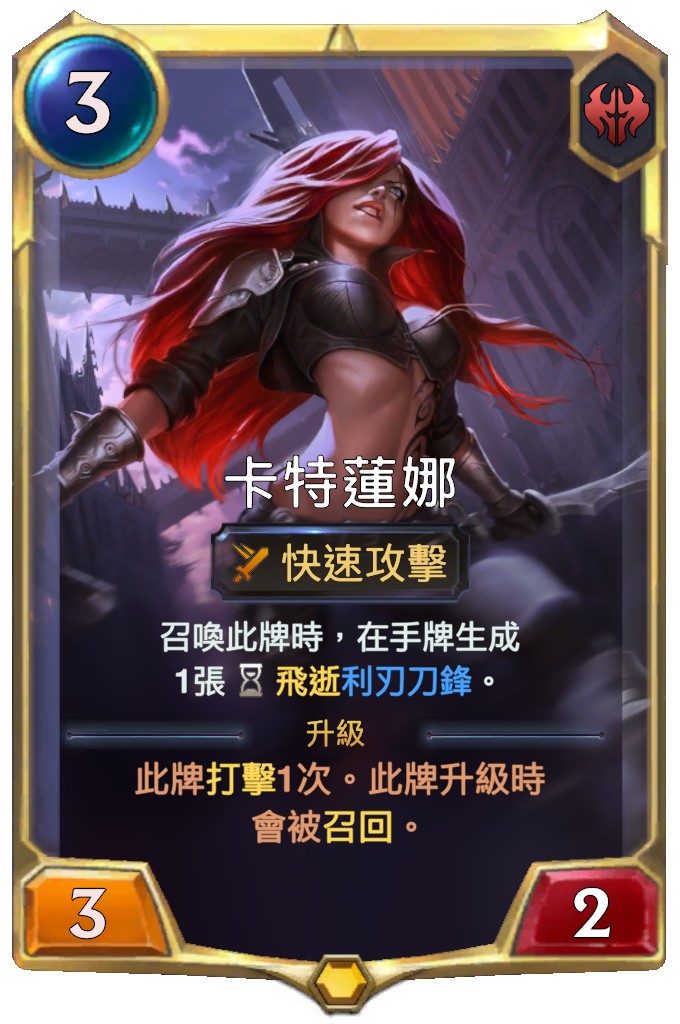 3
卡特蓮娜
快速攻擊
召喚此牌時，在手牌生成
1張 飛逝利刃刀鋒。
升級
此牌打擊1次。此牌升級時
會被召回。
3
2